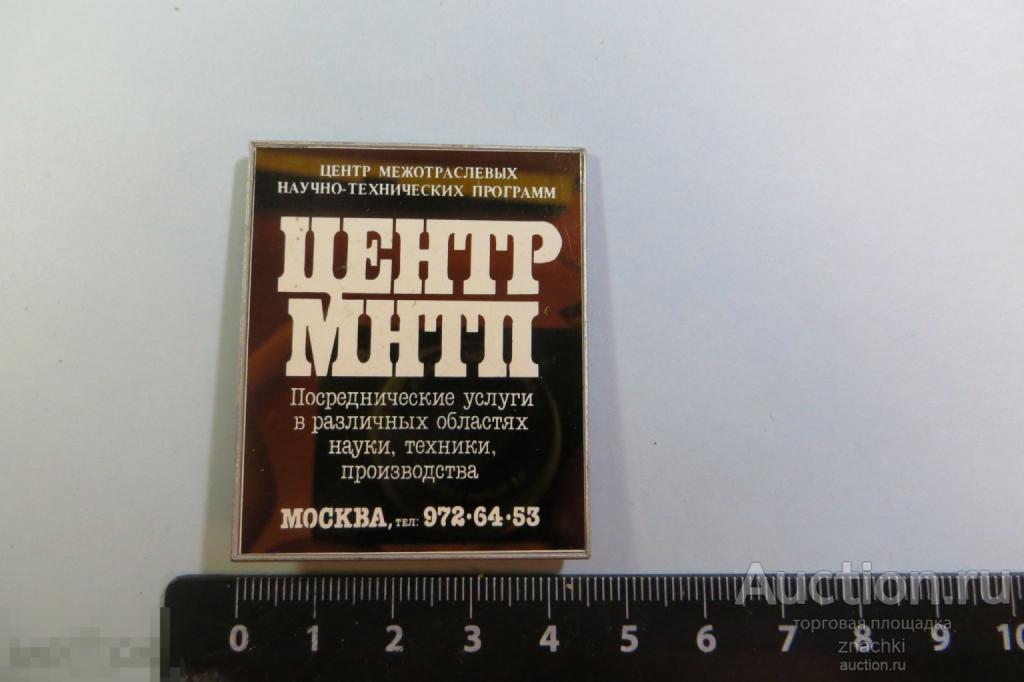 ЦЕНТР МЕЖОТРАСЛЕВЫХ
НАУЧНО-ТЕХНИЧЕСКИХ ПРОГРАММ
ЦЕНТР
МНТП
Посреднические услуги
в различных областях
науки, техники,
производства
МОСКВА, ТЕЛ: 972·64·53
0 1 2 3 4 5 6 7 8 9 10
Auction.ru
торговая площадка
znachki
auction.ru